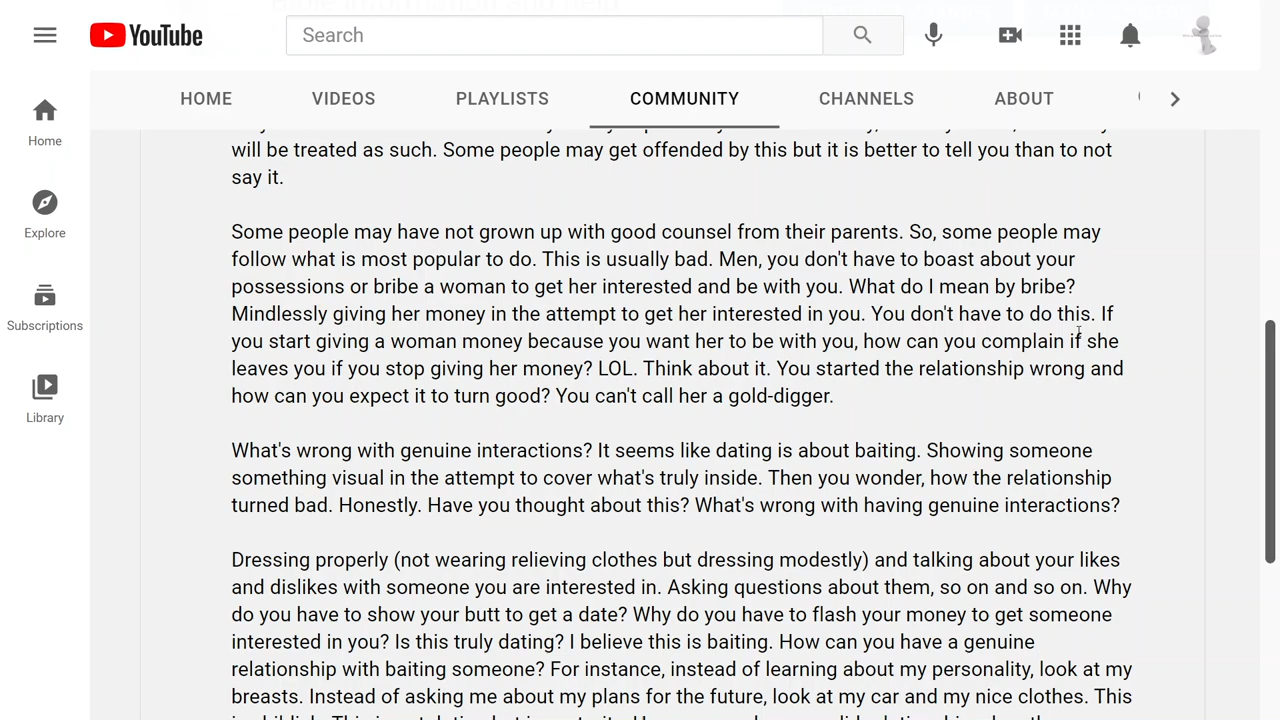 YouTube
Search
HOME
VIDEOS
PLAYLISTS
COMMUNITY
CHANNELS
ABOUT
Home
Explore
Subscriptions
Library
will be treated as such. Some people may get offended by this but it is better to tell you than to not
say it.
Some people may have not grown up with good counsel from their parents. So, some people may
follow what is most popular to do. This is usually bad. Men, you don't have to boast about your
possessions or bribe a woman to get her interested and be with you. What do I mean by bribe?
Mindlessly giving her money in the attempt to get her interested in you. You don't have to do this. If
you start giving a woman money because you want her to be with you, how can you complain if she
leaves you if you stop giving her money? LOL. Think about it. You started the relationship wrong and
how can you expect it to turn good? You can't call her a gold-digger.
What's wrong with genuine interactions? It seems like dating is about baiting. Showing someone
something visual in the attempt to cover what's truly inside. Then you wonder, how the relationship
turned bad. Honestly. Have you thought about this? What's wrong with having genuine interactions?
Dressing properly (not wearing relieving clothes but dressing modestly) and talking about your likes
and dislikes with someone you are interested in. Asking questions about them, so on and so on. Why
do you have to show your butt to get a date? Why do you have to flash your money to get someone
interested in you? Is this truly dating? I believe this is baiting. How can you have a genuine
relationship with baiting someone? For instance, instead of learning about my personality, look at my
breasts. Instead of asking me about my plans for the future, look at my car and my nice clothes. This